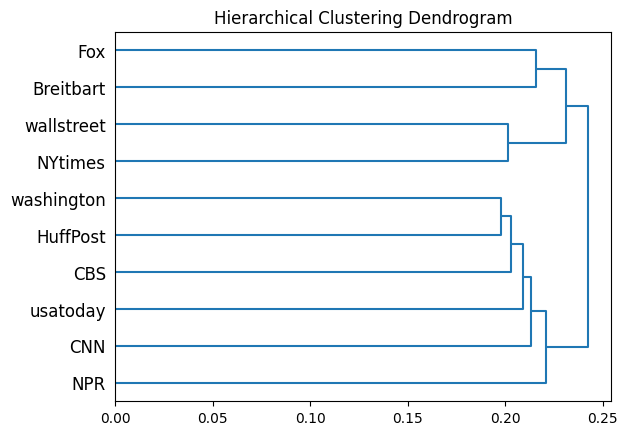 Hierarchical Clustering Dendrogram
Fox
Breitbart
wallstreet
NYtimes
washington
HuffPost
CBS
usatoday
CNN
NPR
0.00 0.05 0.10 0.15 0.20 0.25